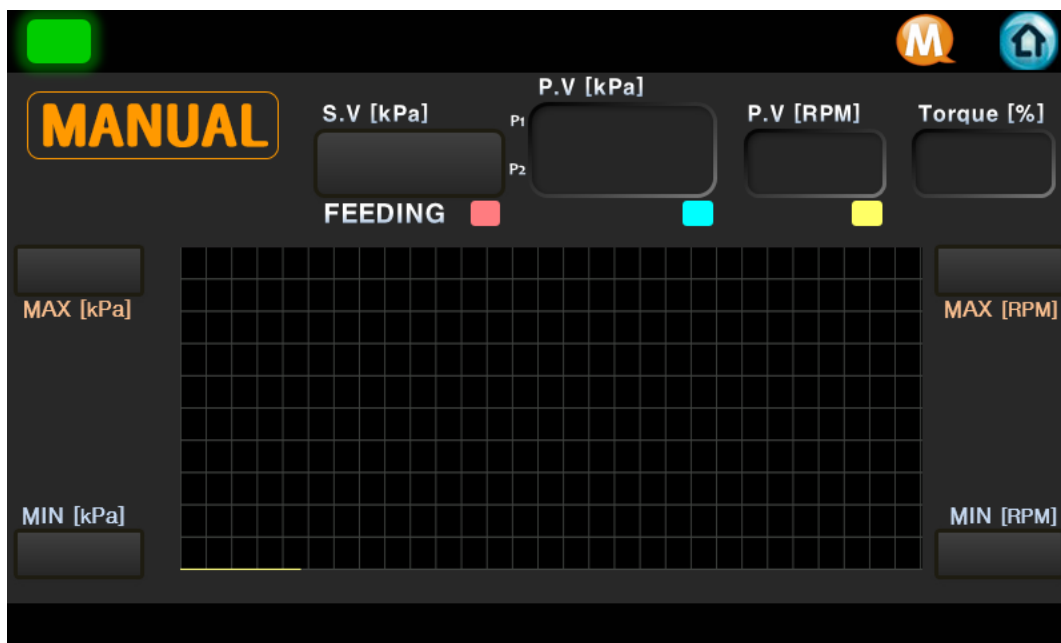 M
P.V [kPa]
MANUAL
S.V [kPa]
P1
P.V [RPM]
Torque [%]
P2
FEEDING
MAX [kPa]
MAX [RPM]
MIN [kPa]
MIN [RPM]